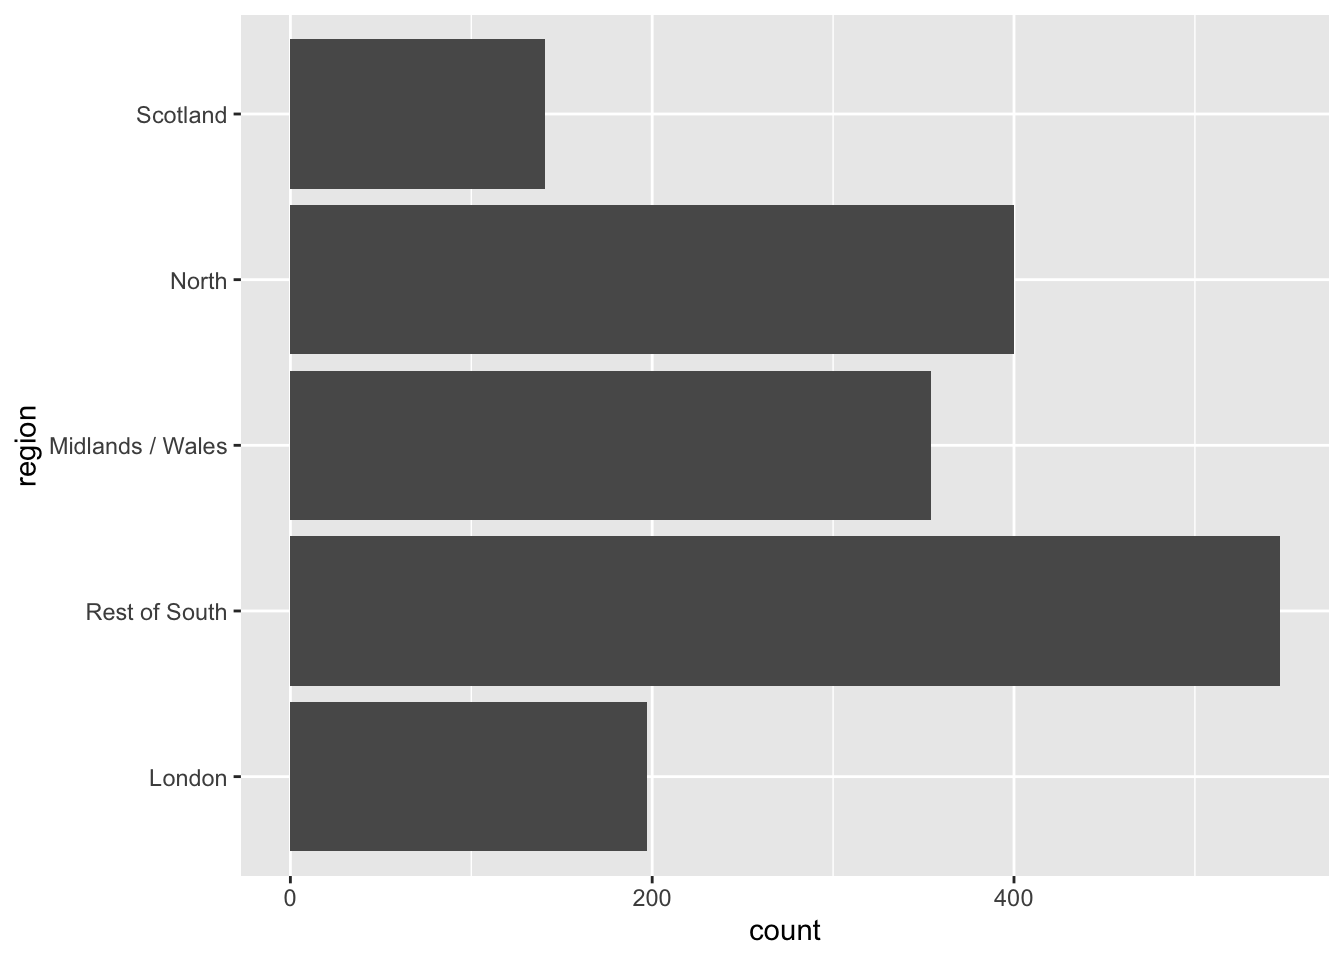 region
Scotland
North
Midlands / Wales
Rest of South
London
0 200 400
count